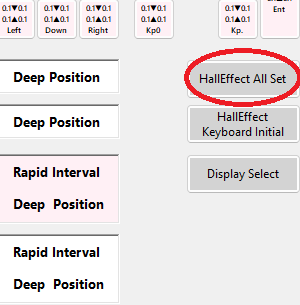 0.1▼0.1 0.1▼0.1 0.1▼0.1 0.1▼0.1 0.1▼0.1
0.1▲0.1 0.1▲0.1 0.1▲0.1 0.1▲0.1 0.1▲0.1 Ent
Left Down Right Kp0 Kp.
Deep Position
HallEffect All Set
Deep Position
HallEffect
Keyboard Initial
Rapid Interval
Deep Position
Display Select
Rapid Interval
Deep Position